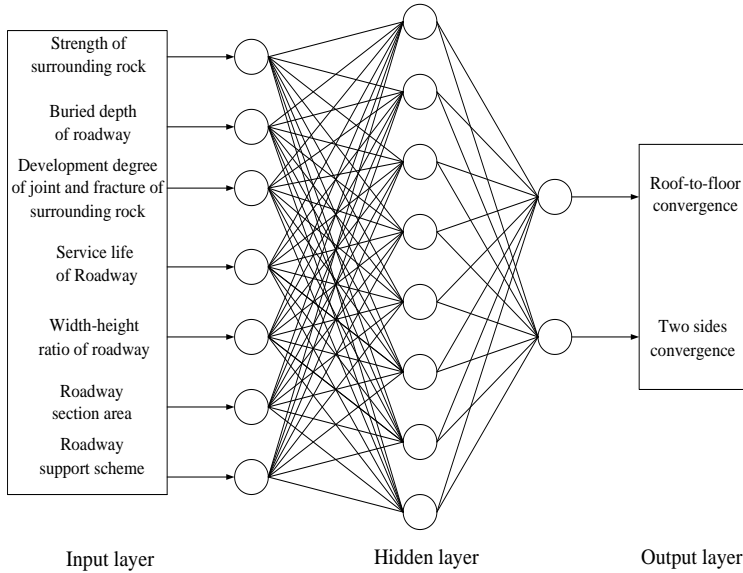 Strength of
surrounding rock
Buried depth
of roadway
Development degree
of joint and fracture of
surrounding rock
Service life
of Roadway
Width-height
ratio of roadway
Roadway
section area
Roadway
support scheme
Roof-to-floor
convergence
Two sides
convergence
Input layer
Hidden layer
Output layer